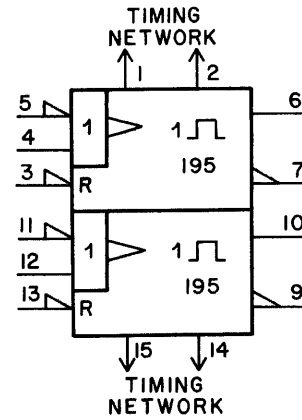 TIMING
NETWORK
1 2
5 6
4 1 1
3 R 195 7
11 10
12 1 1
13 R 195 9
15 14
TIMING
NETWORK